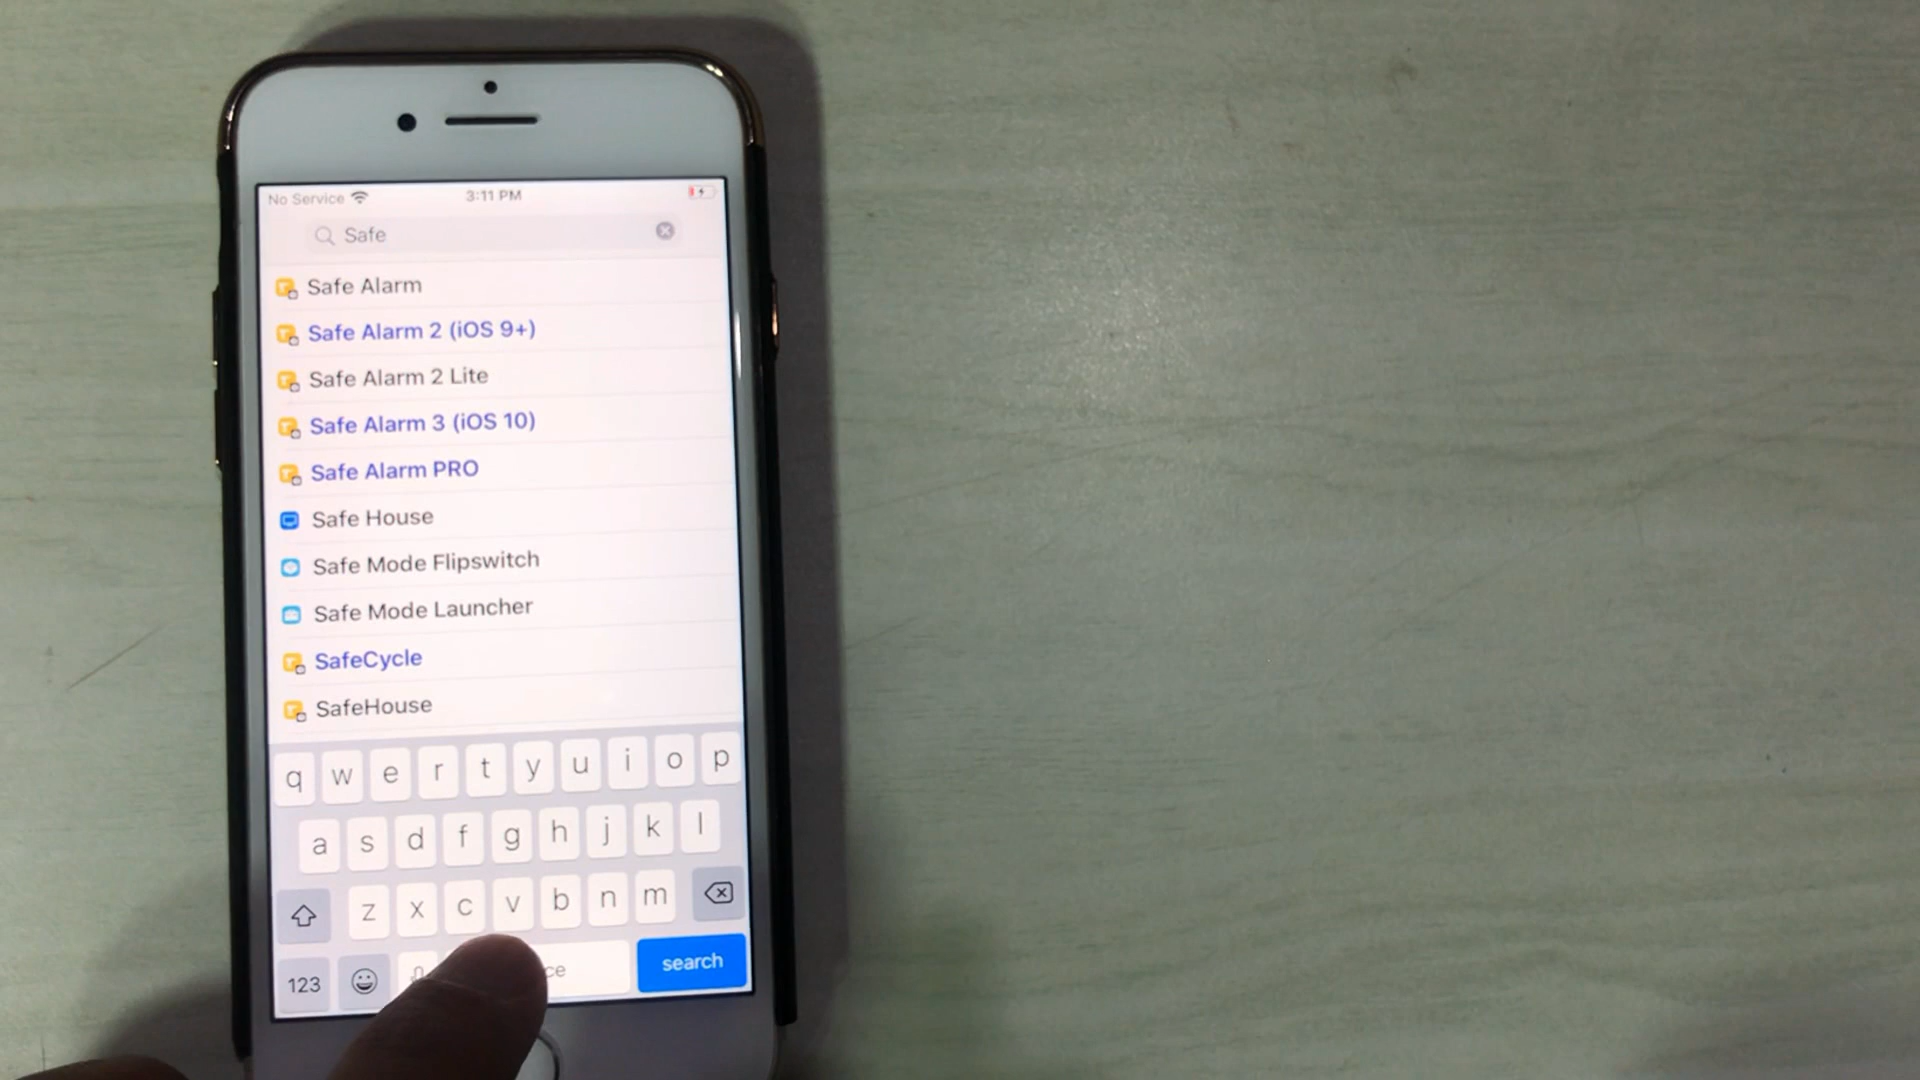 No Service 3:11 PM
Safe
Safe Alarm
Safe Alarm 2 (iOS 9+)
Safe Alarm 2 Lite
Safe Alarm 3 (iOS 10)
Safe Alarm PRO
Safe House
Safe Mode Flipswitch
Safe Mode Launcher
SafeCycle
SafeHouse
q w e r t y u i o p
a s d f g h j k l
z x c v b n m
123 search